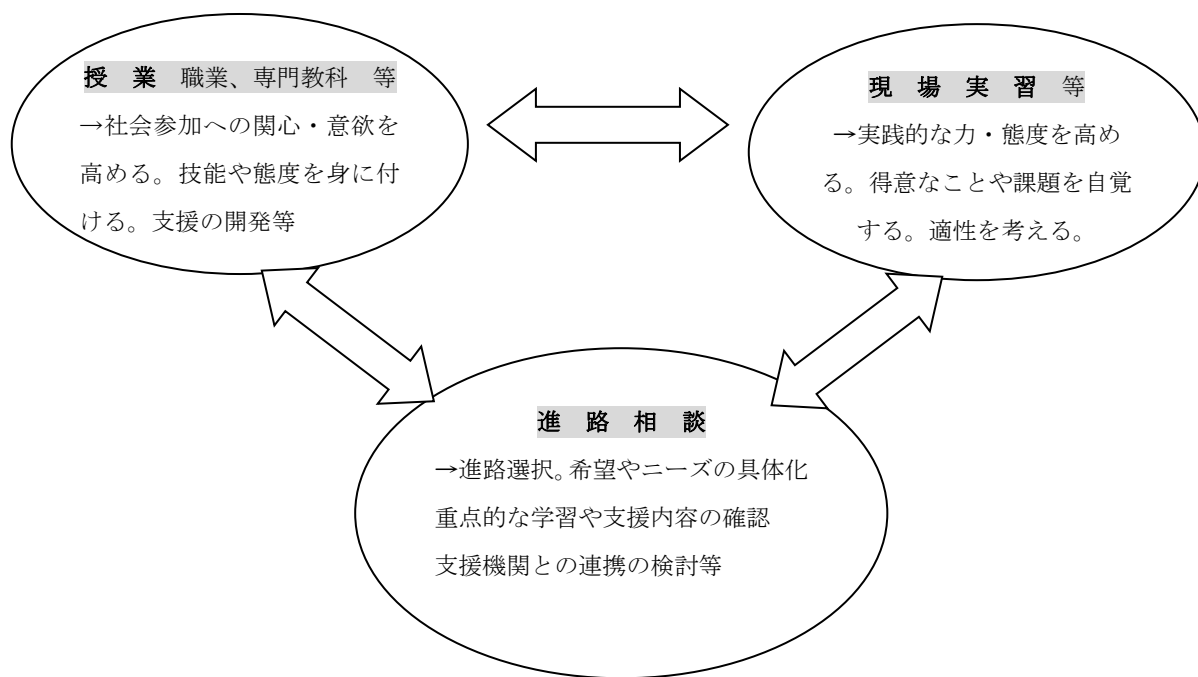 授　業　職業、専門教科　等
→社会参加への関心・意欲を
高める。技能や態度を身に付
ける。支援の開発等
現　場　実　習　等
→実践的な力・態度を高め
る。得意なことや課題を自覚
する。適性を考える。
進　路　相　談
→進路選択。希望やニーズの具体化
重点的な学習や支援内容の確認
支援機関との連携の検討等